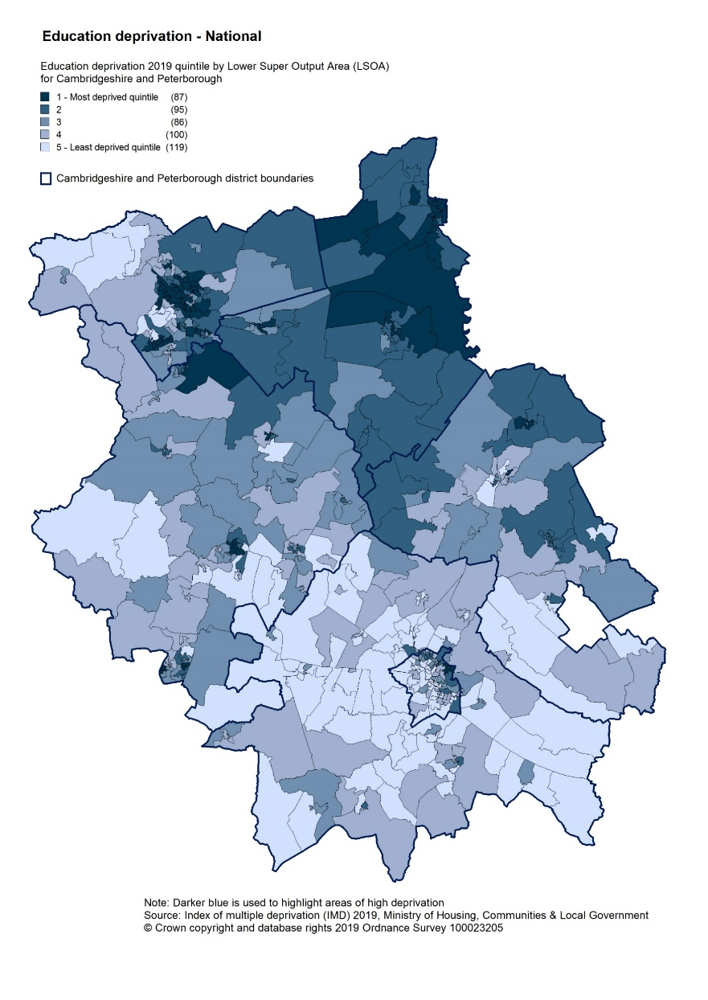 Education deprivation - National
Education deprivation 2019 quintile by Lower Super Output Area (LSOA)
for Cambridgeshire and Peterborough
1 - Most deprived quintile (87)
2 (95)
3 (86)
4 (100)
5 - Least deprived quintile (119)
Cambridgeshire and Peterborough district boundaries
Note: Darker blue is used to highlight areas of high deprivation
Source: Index of multiple deprivation (IMD) 2019, Ministry of Housing, Communities & Local Government
© Crown copyright and database rights 2019 Ordnance Survey 100023205